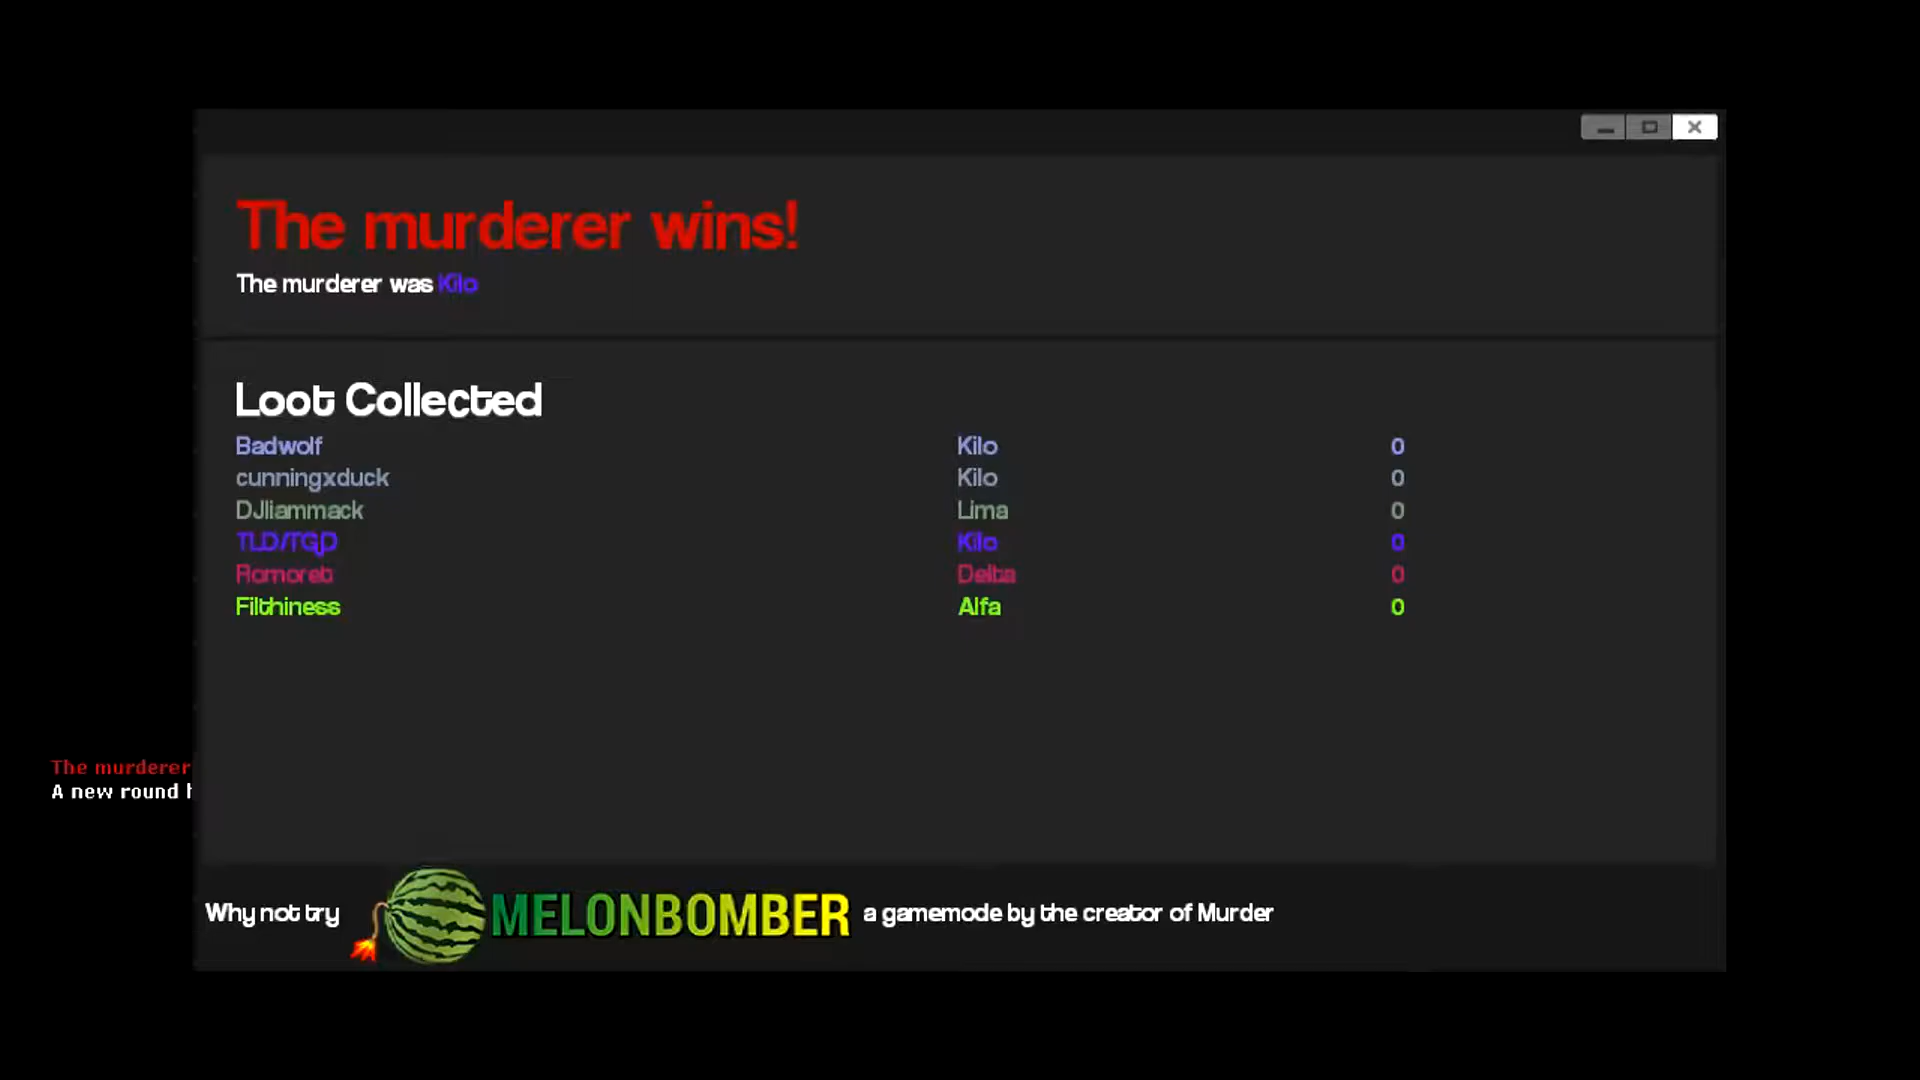 The murderer wins!
The murderer was Kilo
Loot Collected
Badwolf Kilo 0
cunningxduck Kilo 0
DJliammack Lima 0
TLD/TGJD Kilo 0
Romoret Delta 0
Filthiness Alfa 0
The murderer
A new round h
Why not try MELONBOMBER a gamemode by the creator of Murder